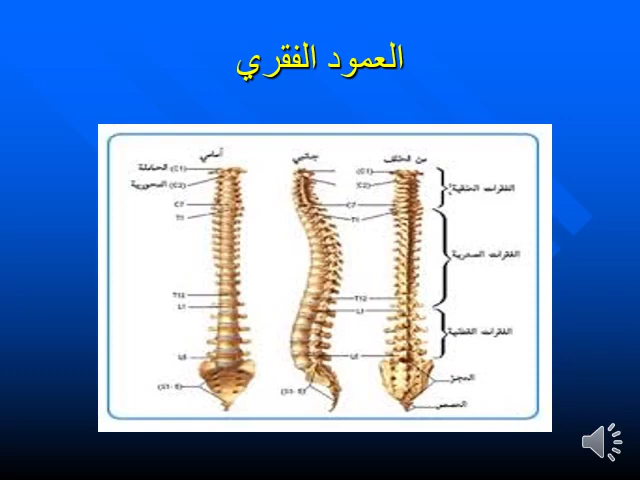 العمود الفقري
أمامي
جانبي
من الخلف
الحاملة (C1)
(C1)
المحورية (C2)
(C2)
الفقرات العنقية
C7
C7
T1
T1
الفقرات الصدرية
T12
T12
L1
L1
الفقرات القطنية
L5
العجز
(S1- 5)
(S1- 5)
العصعص